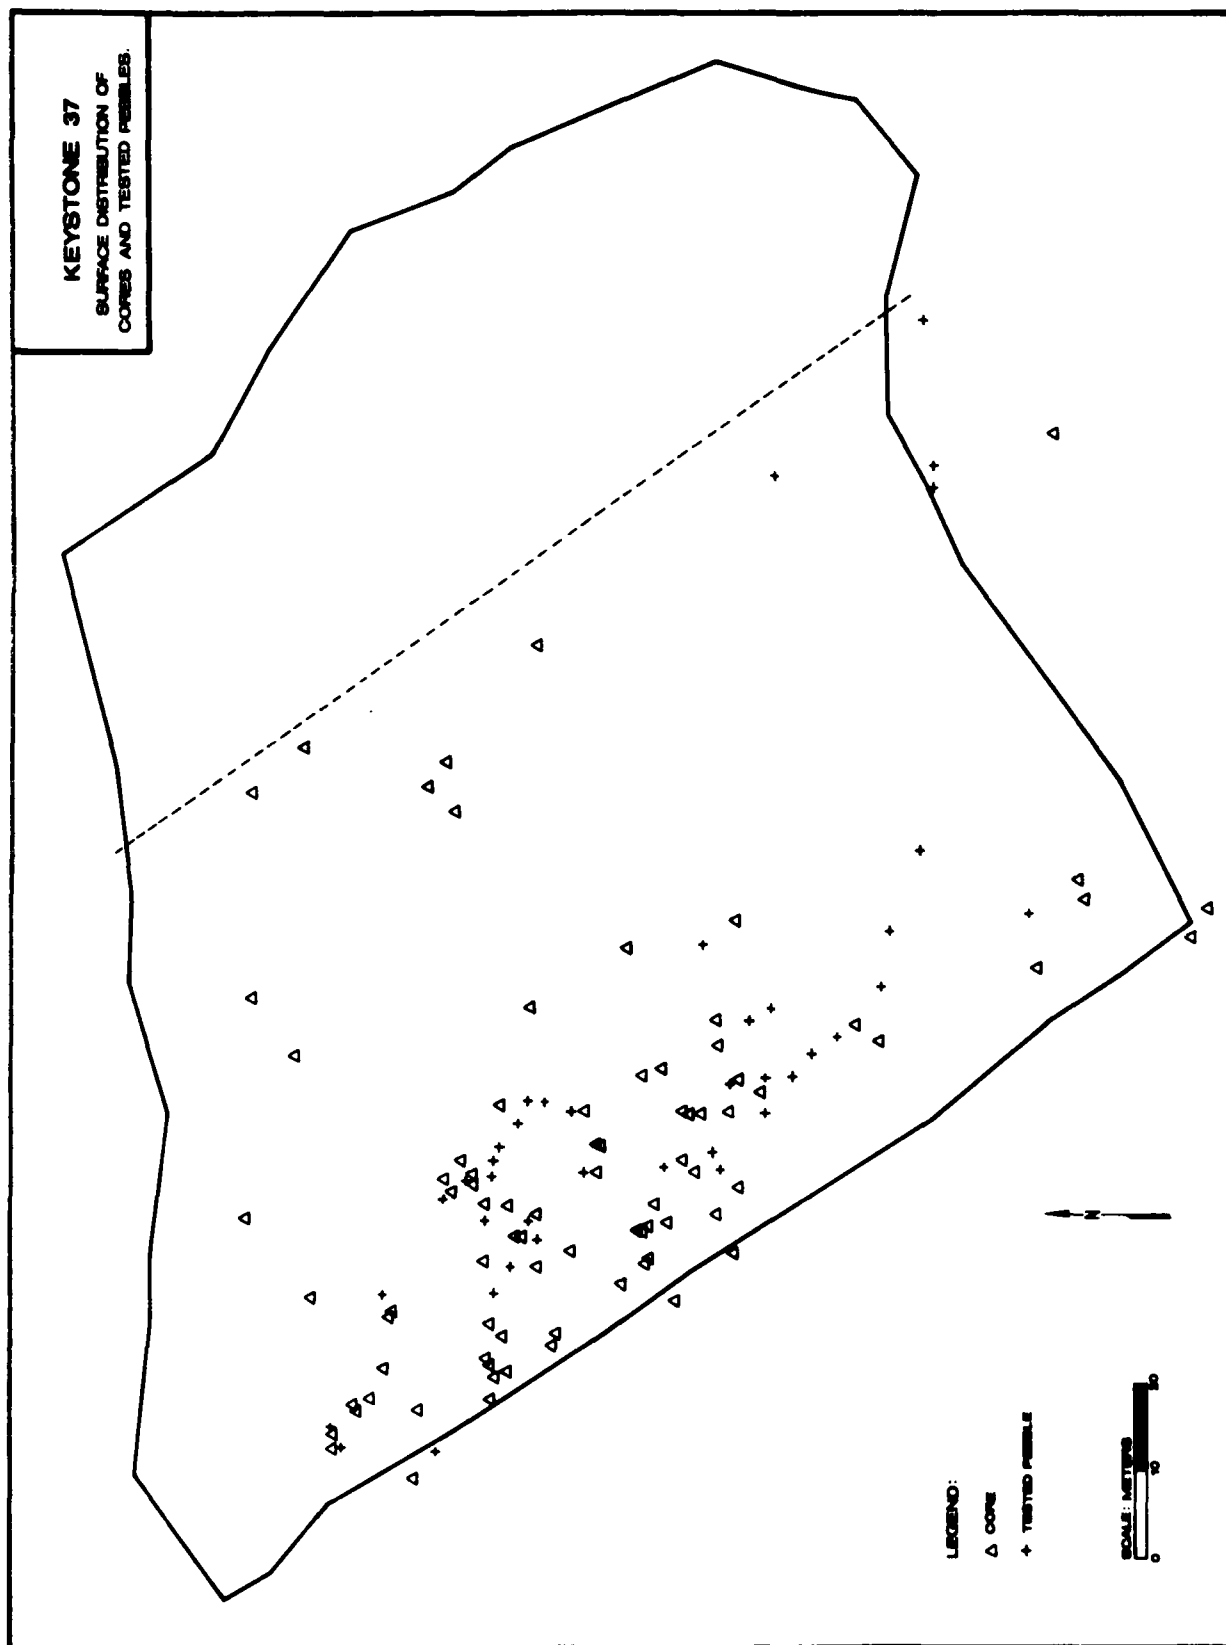 KEYSTONE 37
SURFACE DISTRIBUTION OF
CORES AND TESTED PEBBLES.
N
LEGEND:
△ CORE
+ TESTED PEBBLE
SCALE: METERS
0 10 20